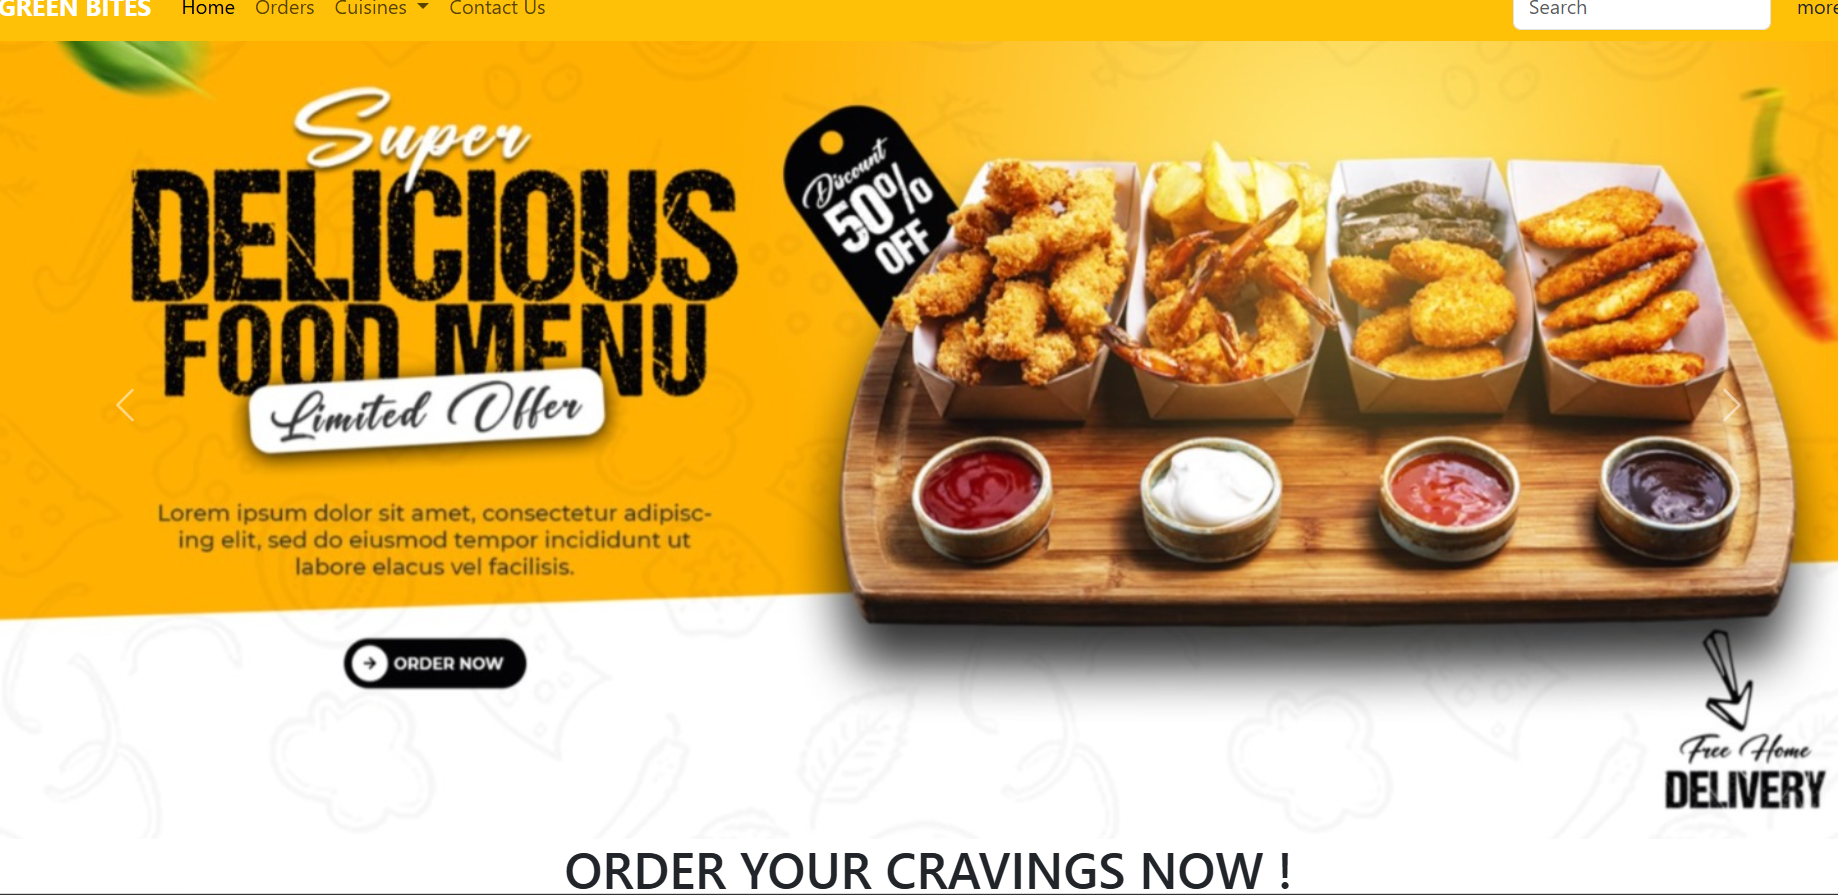 GREEN BITES Home Orders Cuisines Contact Us Search more
Super
DELICIOUS
FOOD MENU
Limited Offer
Discount
50%
OFF
Lorem ipsum dolor sit amet, consectetur adipisc-
ing elit, sed do eiusmod tempor incididunt ut
labore elacus vel facilisis.
ORDER NOW
Free Home
DELIVERY
ORDER YOUR CRAVINGS NOW !